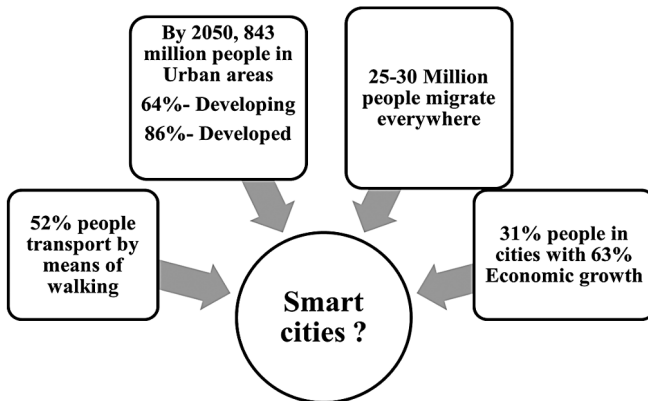 By 2050, 843
million people in
Urban areas
64%- Developing
86%- Developed
25-30 Million
people migrate
everywhere
52% people
transport by
means of
walking
31% people in
cities with 63%
Economic growth
Smart
cities ?